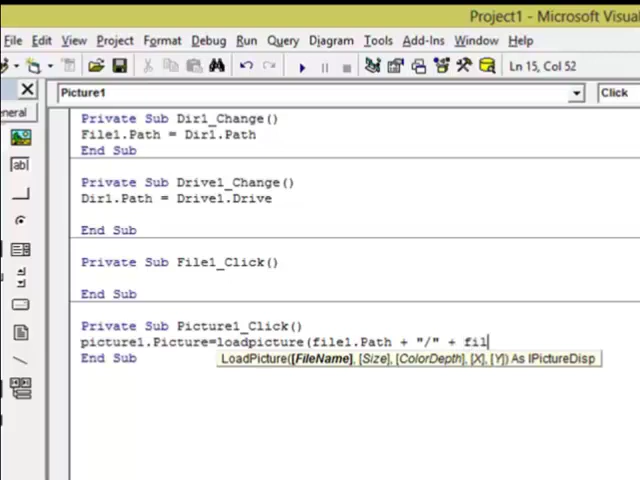 Project1 - Microsoft Visua
File Edit View Project Format Debug Run Query Diagram Tools Add-Ins Window Help
Ln 15, Col 52
Picture1 Click
eneral
ab|
Private Sub Dir1_Change()
File1.Path = Dir1.Path
End Sub
Private Sub Drive1_Change()
Dir1.Path = Drive1.Drive
End Sub
Private Sub File1_Click()
End Sub
Private Sub Picture1_Click()
picture1.Picture=loadpicture(file1.Path + "/" + fil
End Sub
LoadPicture([FileName], [Size], [ColorDepth], [X], [Y]) As IPictureDisp